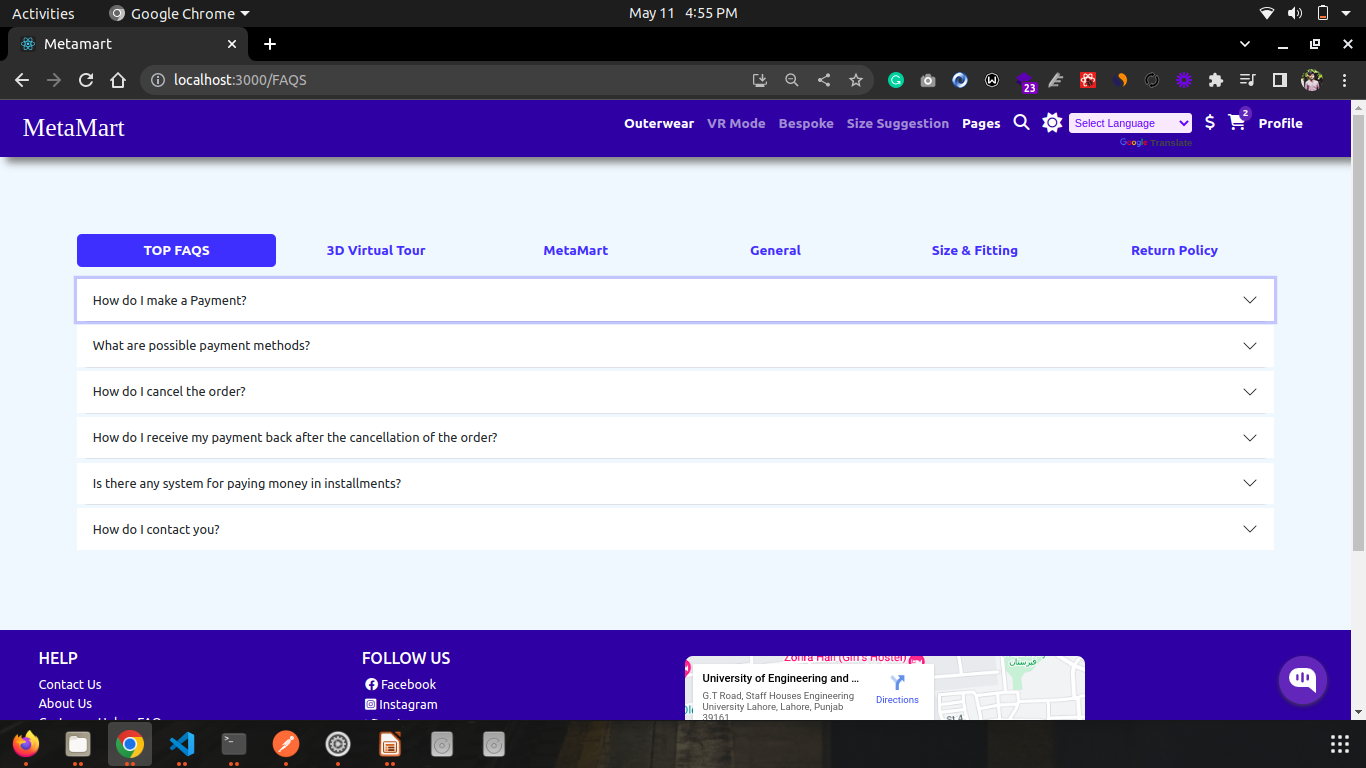 Activities
Google Chrome
May 11 4:55 PM
Metamart
localhost:3000/FAQS
23
MetaMart
Outerwear
VR Mode
Bespoke
Size Suggestion
Pages
Select Language
$
2
Profile
Google Translate
TOP FAQS
3D Virtual Tour
MetaMart
General
Size & Fitting
Return Policy
How do I make a Payment?
What are possible payment methods?
How do I cancel the order?
How do I receive my payment back after the cancellation of the order?
Is there any system for paying money in installments?
How do I contact you?
HELP
Contact Us
About Us
FOLLOW US
Facebook
Instagram
Zohra Hall (Girl's Hostel)
University of Engineering and ...
G.T Road, Staff Houses Engineering
University Lahore, Lahore, Punjab
39161
Directions
قبرستان
St 4